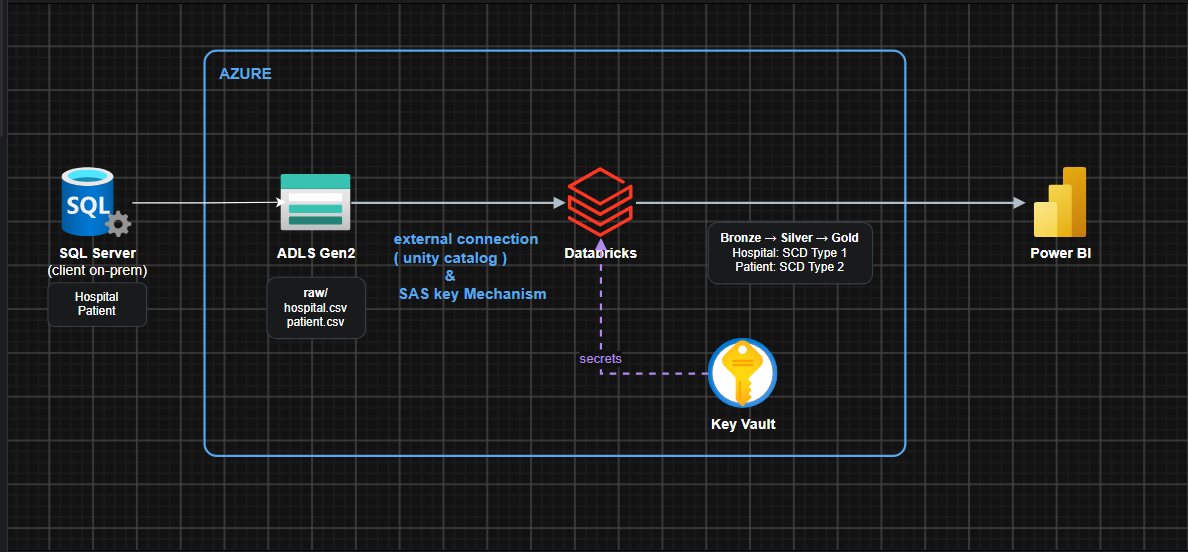 AZURE
SQL
SQL Server
(client on-prem)
Hospital
Patient
ADLS Gen2
raw/
hospital.csv
patient.csv
external connection
( unity catalog )
&
SAS key Mechanism
Databricks
secrets
Key Vault
Bronze → Silver → Gold
Hospital: SCD Type 1
Patient: SCD Type 2
Power BI